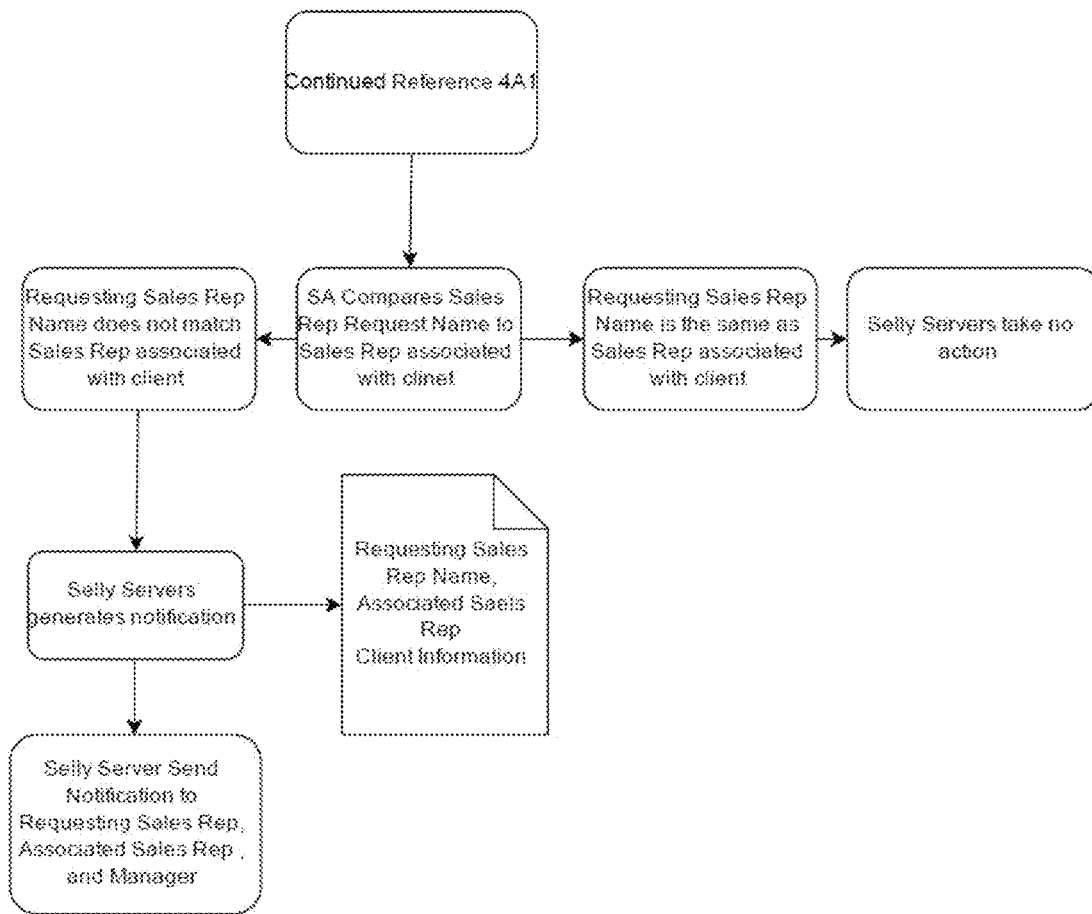 Continued Reference 4A1
Requesting Sales Rep
Name does not match
Sales Rep associated
with client
SA Compares Sales
Rep Request Name to
Sales Rep associated
with clinet
Requesting Sales Rep
Name is the same as
Sales Rep associated
with client
Selly Servers take no
action
Selly Servers
generates notification
Requesting Sales
Rep Name,
Associated Saels
Rep
Client Information
Selly Server Send
Notification to
Requesting Sales Rep,
Associated Sales Rep ,
and Manager